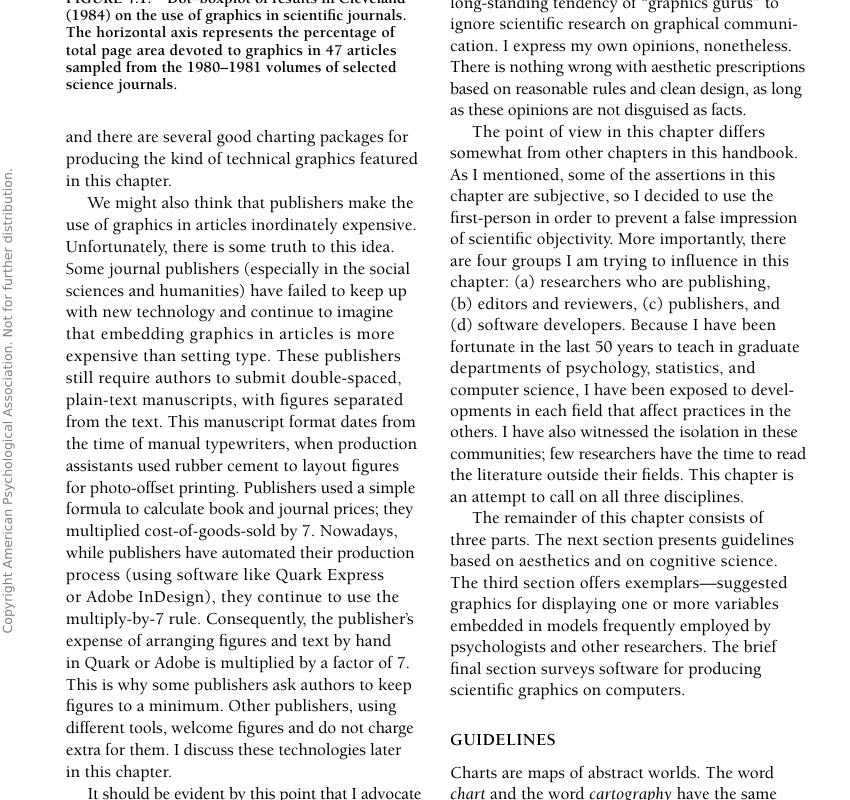 FIGURE 4.1. Dot-boxplot of results in Cleveland
(1984) on the use of graphics in scientific journals.
The horizontal axis represents the percentage of
total page area devoted to graphics in 47 articles
sampled from the 1980–1981 volumes of selected
science journals.
and there are several good charting packages for
producing the kind of technical graphics featured
in this chapter.
We might also think that publishers make the
use of graphics in articles inordinately expensive.
Unfortunately, there is some truth to this idea.
Some journal publishers (especially in the social
sciences and humanities) have failed to keep up
with new technology and continue to imagine
that embedding graphics in articles is more
expensive than setting type. These publishers
still require authors to submit double-spaced,
plain-text manuscripts, with figures separated
from the text. This manuscript format dates from
the time of manual typewriters, when production
assistants used rubber cement to layout figures
for photo-offset printing. Publishers used a simple
formula to calculate book and journal prices; they
multiplied cost-of-goods-sold by 7. Nowadays,
while publishers have automated their production
process (using software like Quark Express
or Adobe InDesign), they continue to use the
multiply-by-7 rule. Consequently, the publisher's
expense of arranging figures and text by hand
in Quark or Adobe is multiplied by a factor of 7.
This is why some publishers ask authors to keep
figures to a minimum. Other publishers, using
different tools, welcome figures and do not charge
extra for them. I discuss these technologies later
in this chapter.
It should be evident by this point that I advocate
long-standing tendency of "graphics gurus" to
ignore scientific research on graphical communi-
cation. I express my own opinions, nonetheless.
There is nothing wrong with aesthetic prescriptions
based on reasonable rules and clean design, as long
as these opinions are not disguised as facts.
The point of view in this chapter differs
somewhat from other chapters in this handbook.
As I mentioned, some of the assertions in this
chapter are subjective, so I decided to use the
first-person in order to prevent a false impression
of scientific objectivity. More importantly, there
are four groups I am trying to influence in this
chapter: (a) researchers who are publishing,
(b) editors and reviewers, (c) publishers, and
(d) software developers. Because I have been
fortunate in the last 50 years to teach in graduate
departments of psychology, statistics, and
computer science, I have been exposed to devel-
opments in each field that affect practices in the
others. I have also witnessed the isolation in these
communities; few researchers have the time to read
the literature outside their fields. This chapter is
an attempt to call on all three disciplines.
The remainder of this chapter consists of
three parts. The next section presents guidelines
based on aesthetics and on cognitive science.
The third section offers exemplars—suggested
graphics for displaying one or more variables
embedded in models frequently employed by
psychologists and other researchers. The brief
final section surveys software for producing
scientific graphics on computers.
GUIDELINES
Charts are maps of abstract worlds. The word
chart and the word cartography have the same
Copyright American Psychological Association. Not for further distribution.